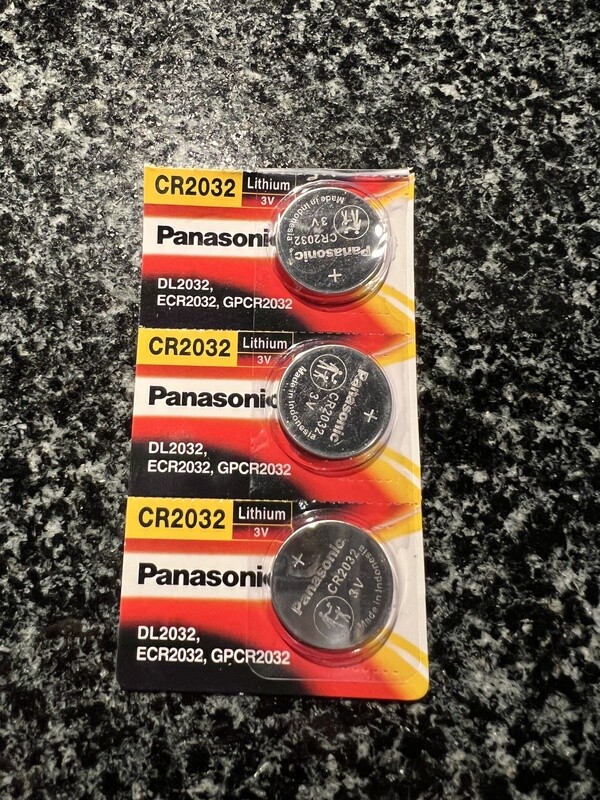 CR2032 Lithium 3V
Panasonic
DL2032,
ECR2032, GPCR2032
Panasonic
CR2032
3V
Made in Indonesia
+
CR2032 Lithium 3V
Panasonic
DL2032,
ECR2032, GPCR2032
Panasonic
CR2032
3V
Made in Indonesia
+
CR2032 Lithium 3V
Panasonic
DL2032,
ECR2032, GPCR2032
+
Panasonic
CR2032
3V
Made in Indonesia